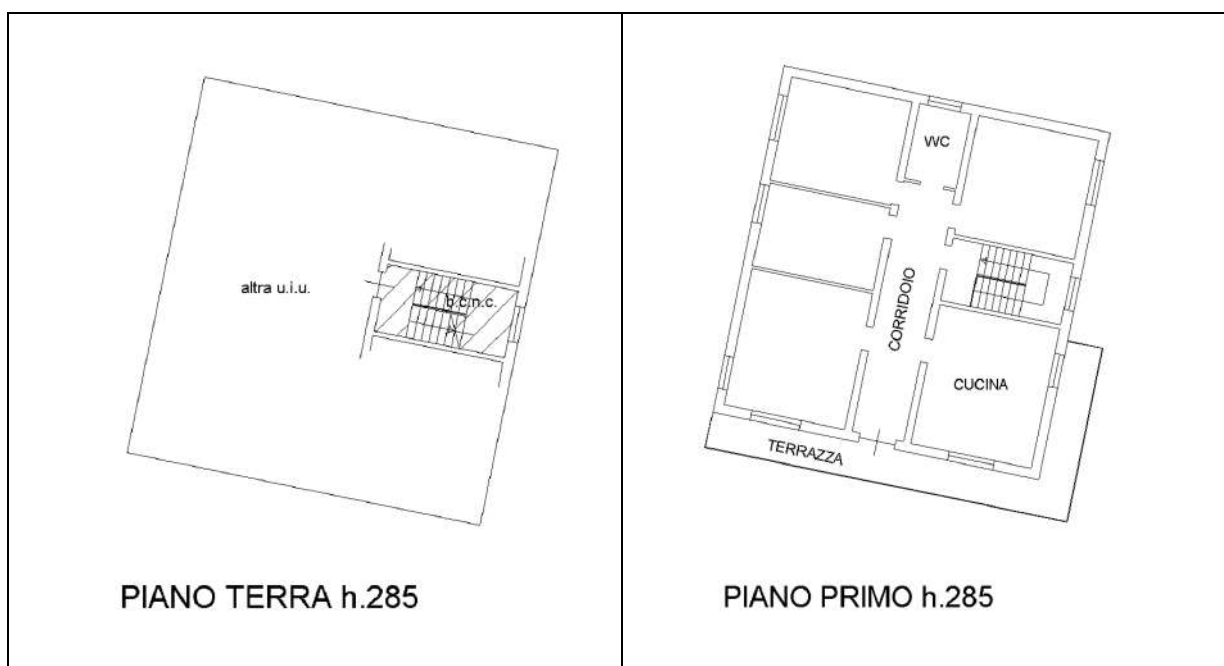 altra u.i.u.
b.c.n.c.
PIANO TERRA h.285
WC
CORRIDOIO
CUCINA
TERRAZZA
PIANO PRIMO h.285